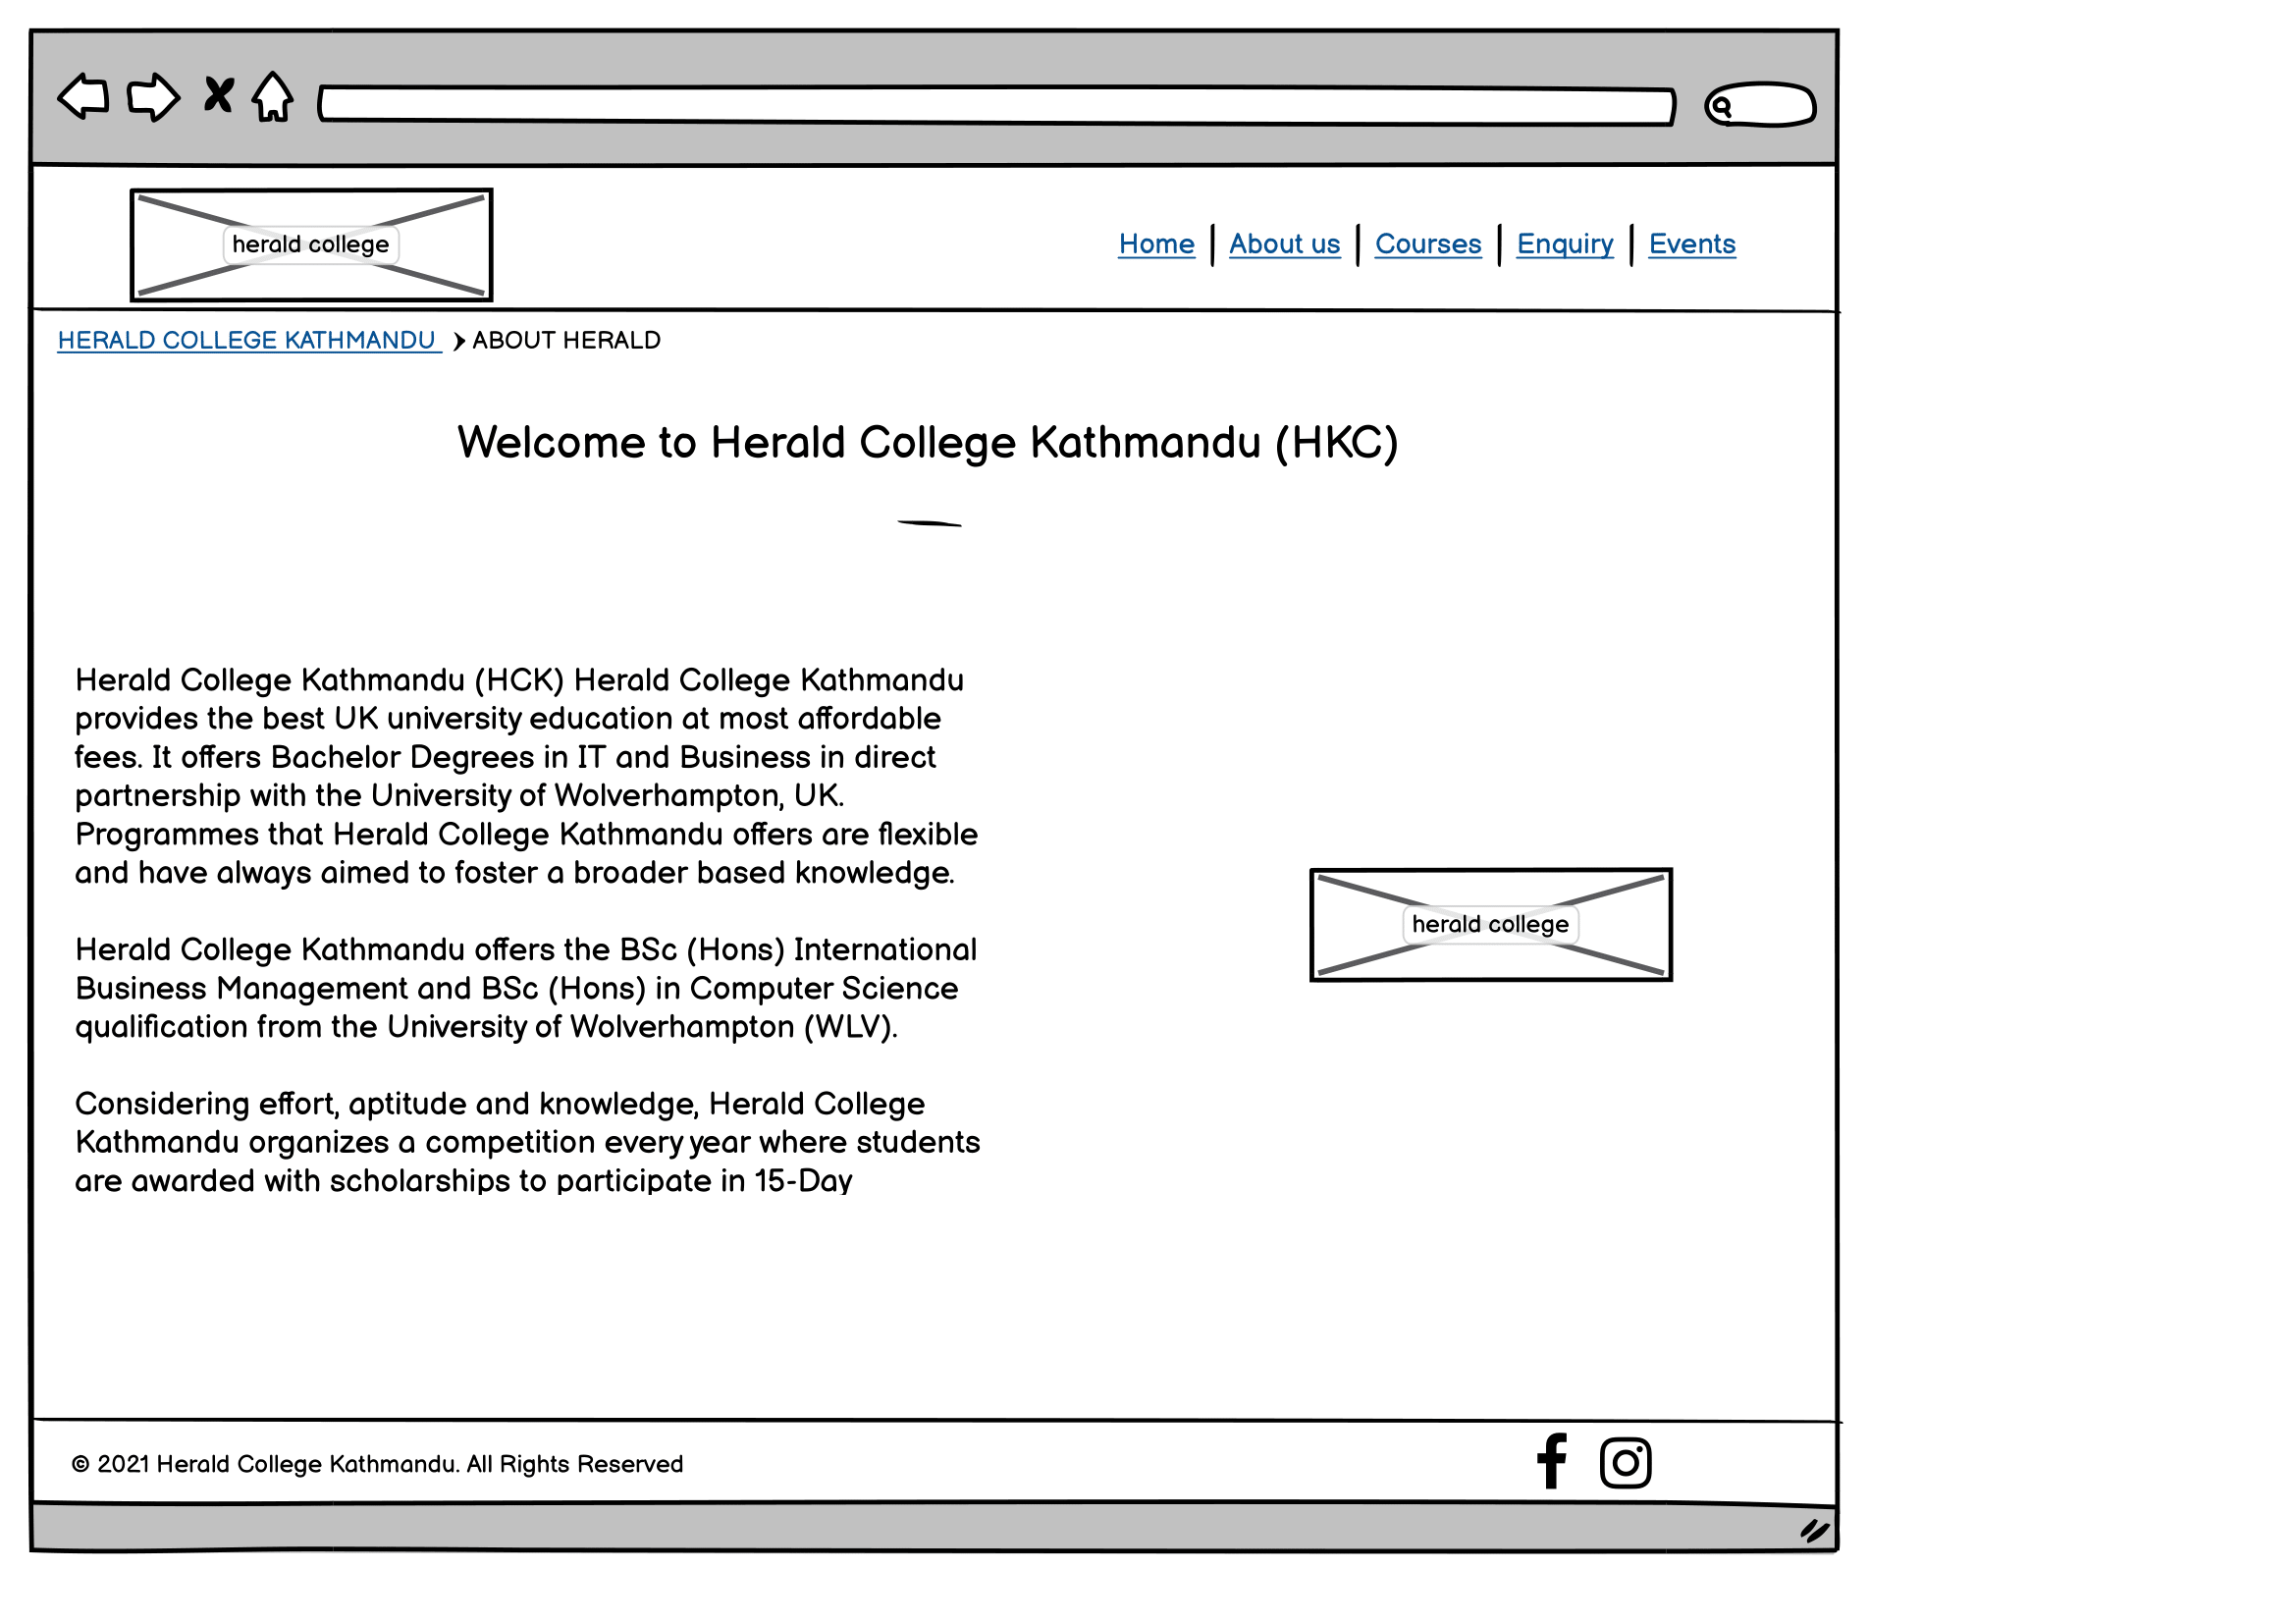 herald college
Home | About us | Courses | Enquiry | Events
HERALD COLLEGE KATHMANDU > ABOUT HERALD
Welcome to Herald College Kathmandu (HKC)
Herald College Kathmandu (HCK) Herald College Kathmandu
provides the best UK university education at most affordable
fees. It offers Bachelor Degrees in IT and Business in direct
partnership with the University of Wolverhampton, UK.
Programmes that Herald College Kathmandu offers are flexible
and have always aimed to foster a broader based knowledge.
Herald College Kathmandu offers the BSc (Hons) International
Business Management and BSc (Hons) in Computer Science
qualification from the University of Wolverhampton (WLV).
Considering effort, aptitude and knowledge, Herald College
Kathmandu organizes a competition every year where students
are awarded with scholarships to participate in 15-Day
herald college
© 2021 Herald College Kathmandu. All Rights Reserved